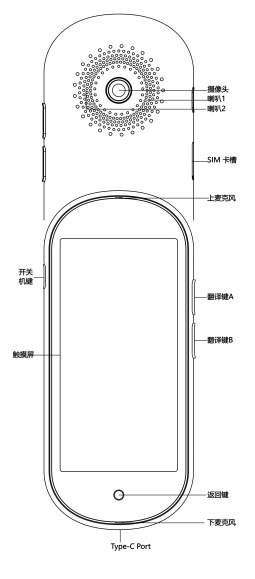 摄像头
喇叭1
喇叭2
SIM 卡槽
上麦克风
开关
机键
翻译键A
翻译键B
触摸屏
返回键
下麦克风
Type-C Port